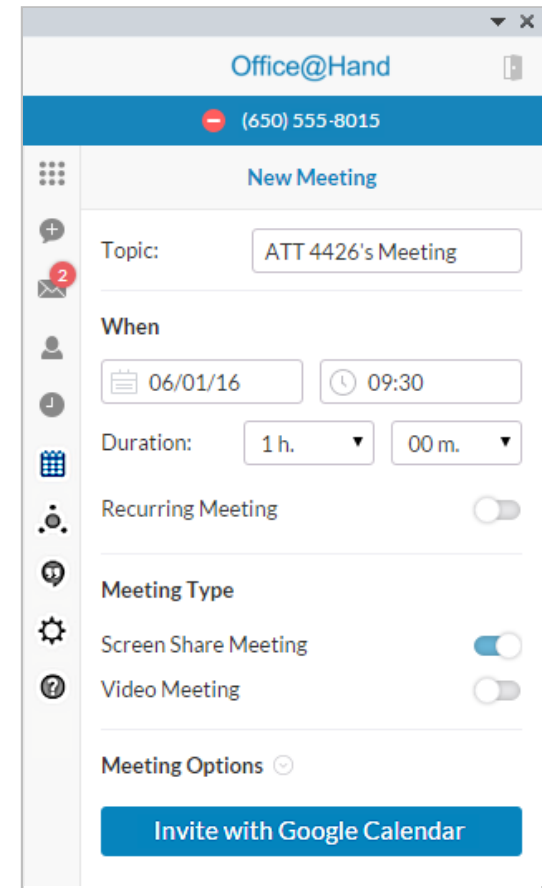 Office@Hand
(650) 555-8015
New Meeting
Topic: ATT 4426's Meeting
2
When
06/01/16 09:30
Duration: 1 h. 00 m.
Recurring Meeting
Meeting Type
Screen Share Meeting
Video Meeting
Meeting Options
Invite with Google Calendar